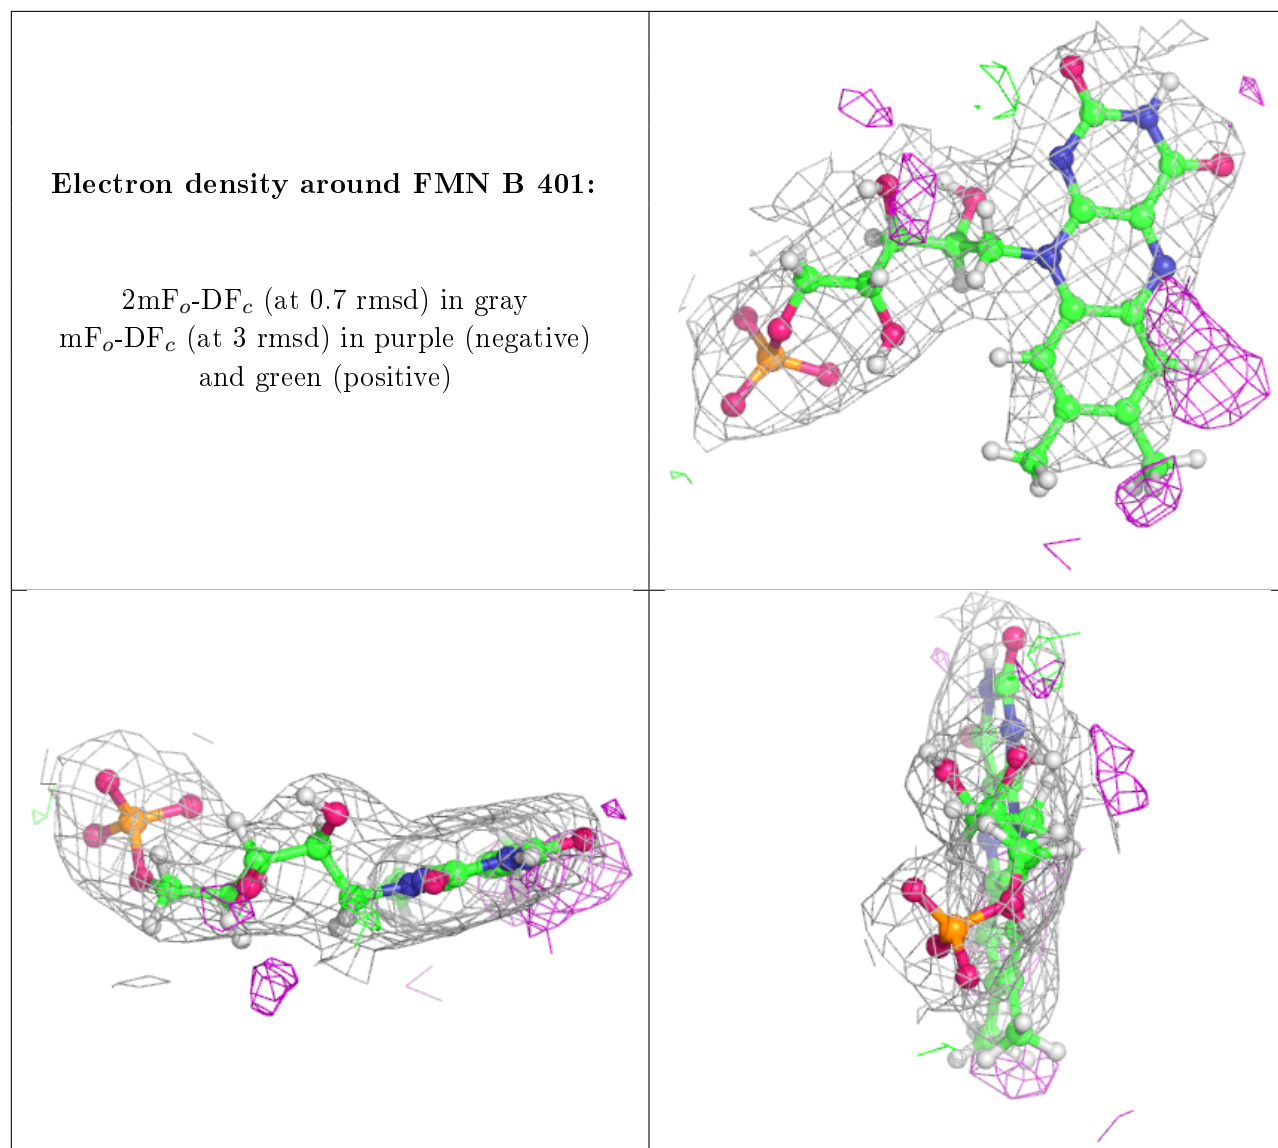 Electron density around FMN B 401:
2mFₒ-DF𝒸 (at 0.7 rmsd) in gray
mFₒ-DF𝒸 (at 3 rmsd) in purple (negative)
and green (positive)